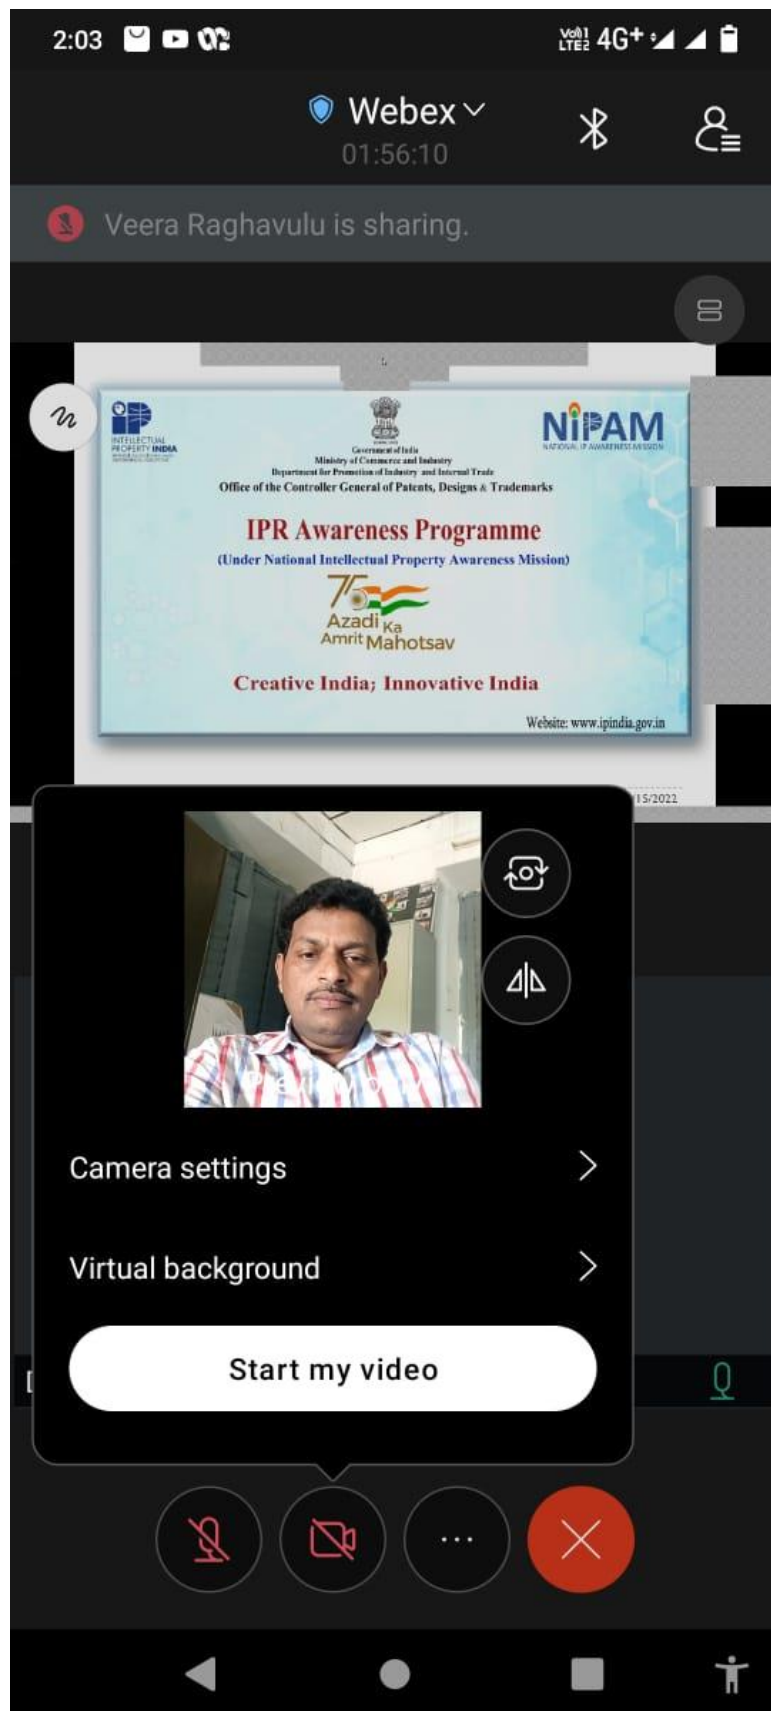 2:03
Vo)) 1
LTE2 4G+
Webex
01:56:10
Veera Raghavulu is sharing.
INTELLECTUAL
PROPERTY INDIA
Government of India
Ministry of Commerce and Industry
Department for Promotion of Industry and Internal Trade
Office of the Controller General of Patents, Designs & Trademarks
NIPAM
NATIONAL IP AWARENESS MISSION
IPR Awareness Programme
(Under National Intellectual Property Awareness Mission)
75
Azadi Ka
Amrit Mahotsav
Creative India; Innovative India
Website: www.ipindia.gov.in
/15/2022
Camera settings
Virtual background
Start my video